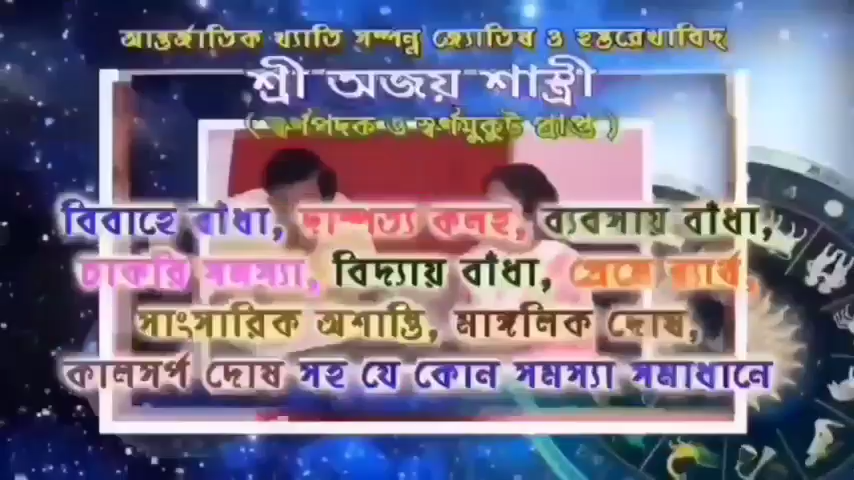 আন্তর্জাতিক খ্যাতি সম্পন্ন জ্যোতিষ ও হস্তরেখাবিদ
শ্রী অজয় শাস্ত্রী
( স্বর্ণপদক ও স্বর্ণমুকুট প্রাপ্ত )
বিবাহে বাঁধা, দাম্পত্য কলহ, ব্যবসায় বাঁধা,
চাকরি সমস্যা, বিদ্যায় বাঁধা, প্রেমে ব্যার্থ,
সাংসারিক অশান্তি, মাঙ্গলিক দোষ,
কালসর্প দোষ সহ যে কোন সমস্যা সমাধানে